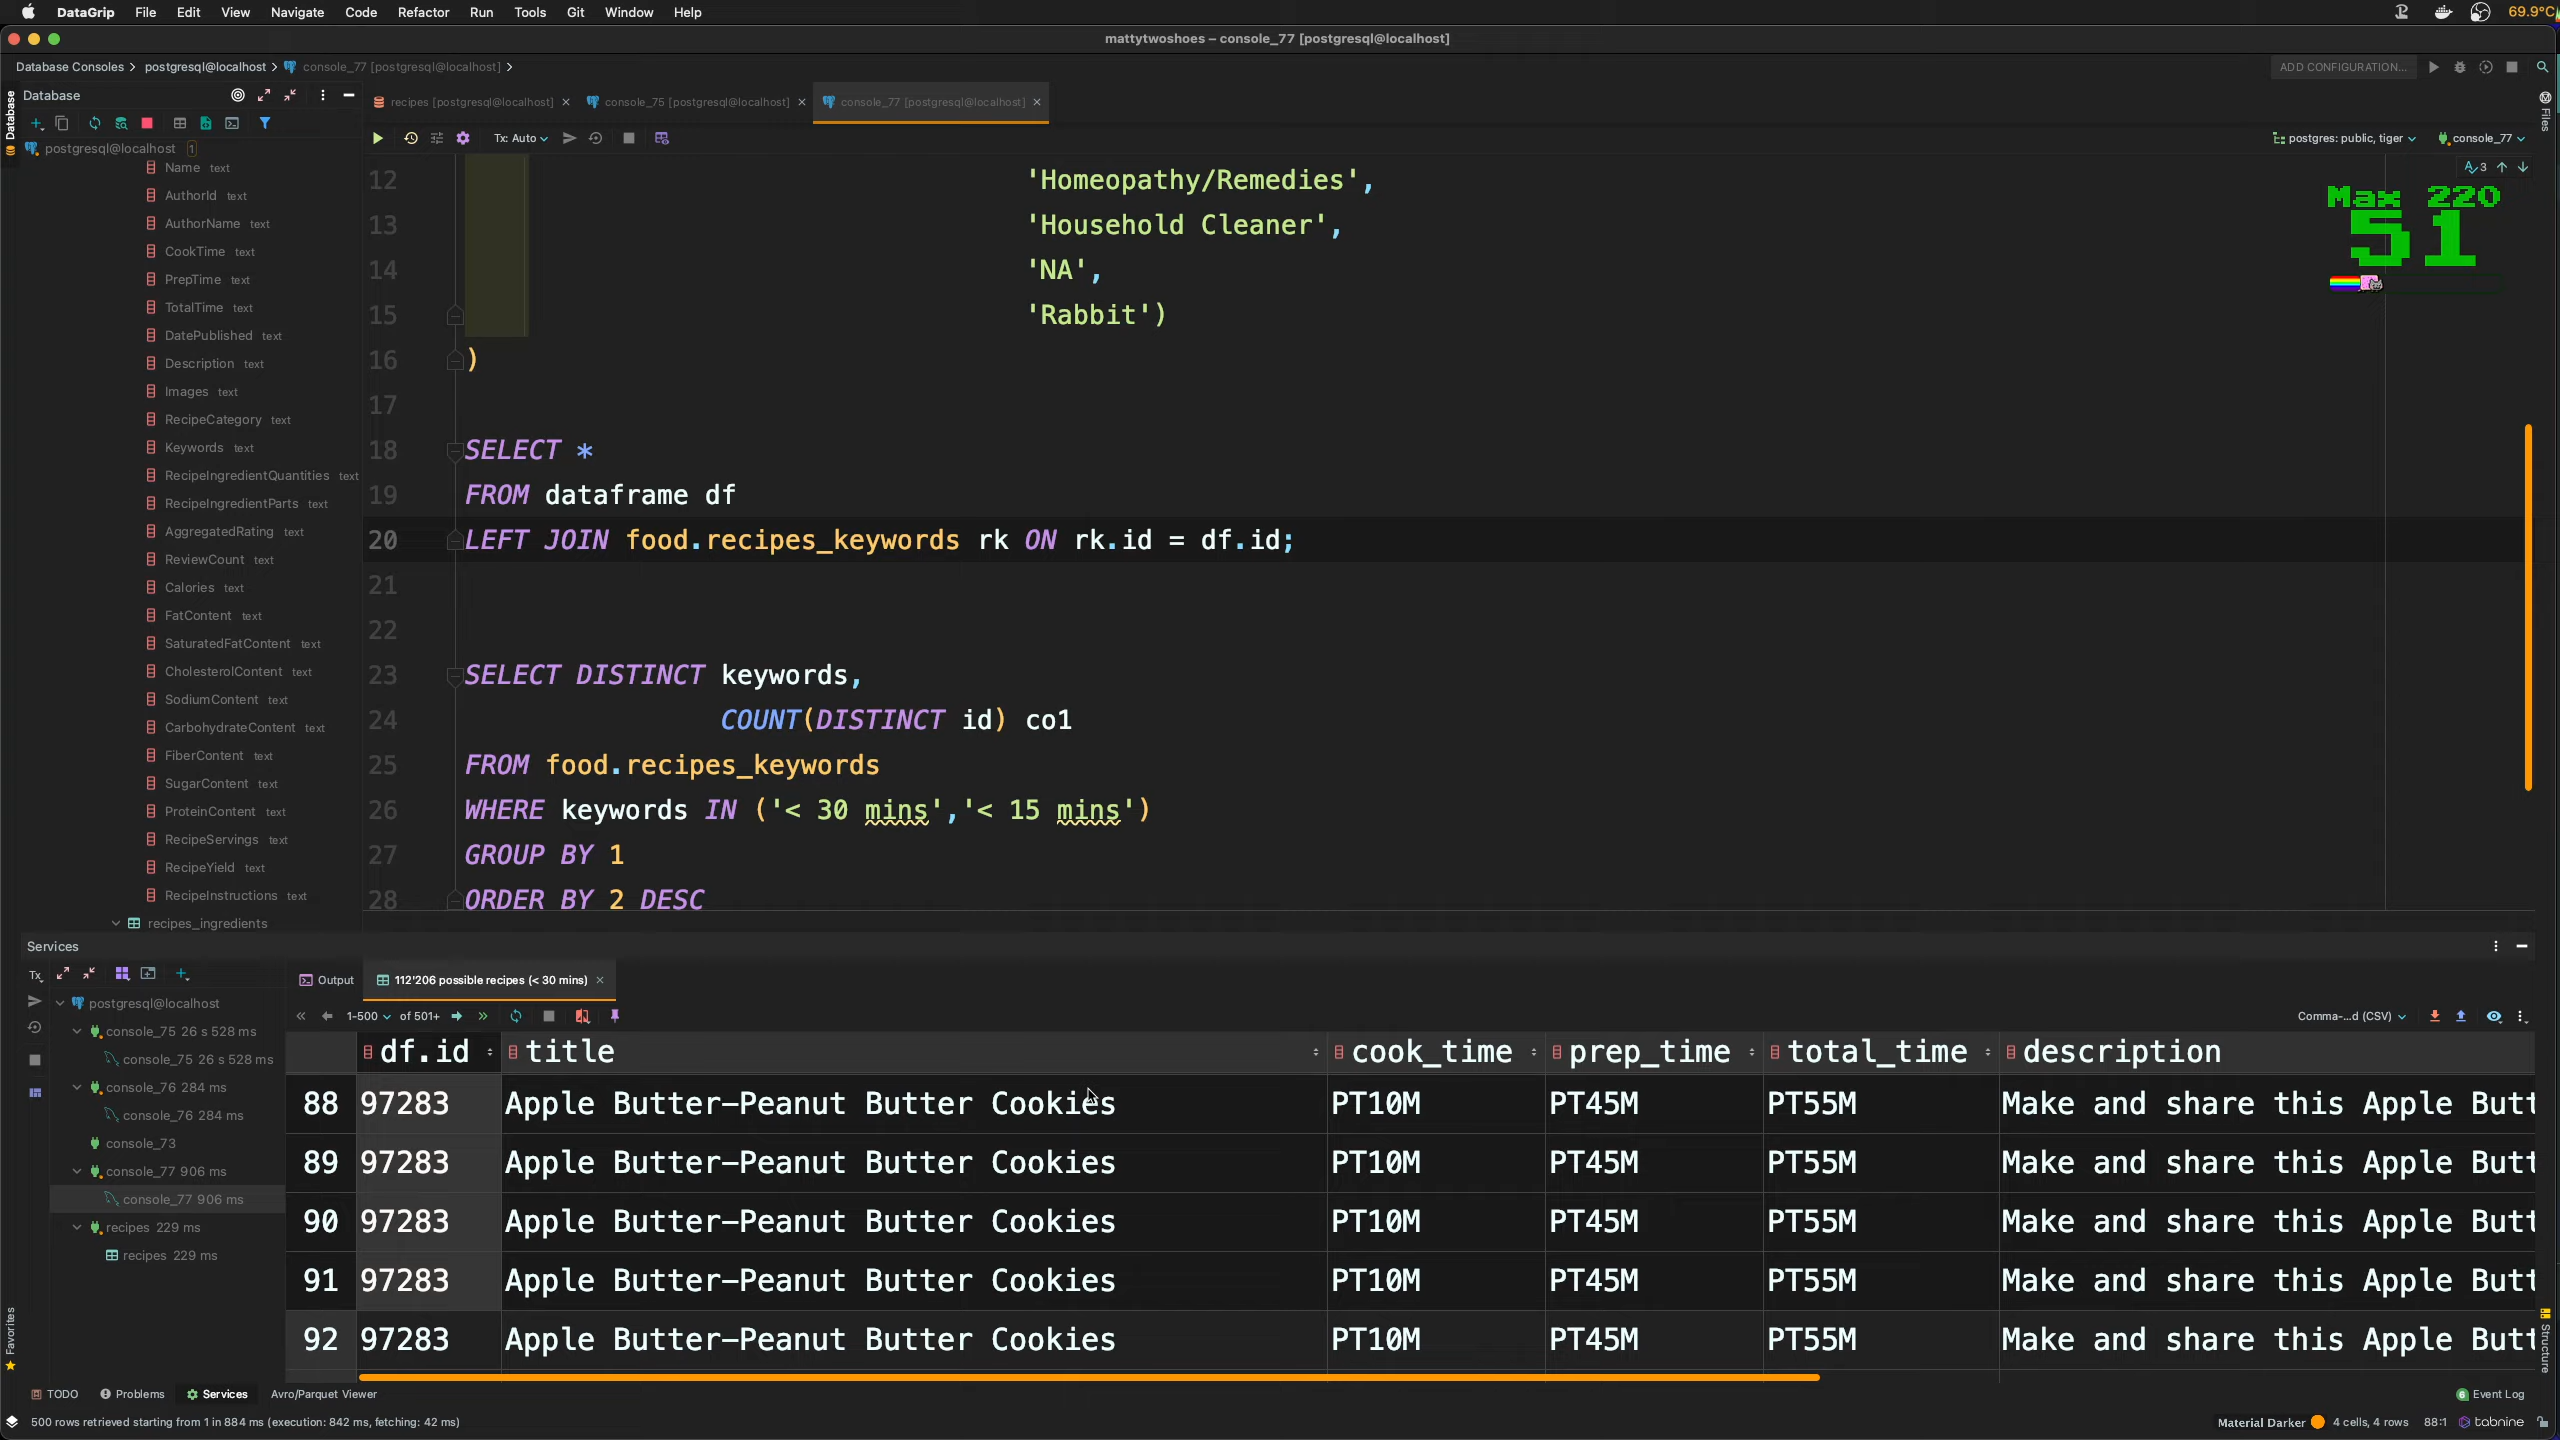 DataGrip File Edit View Navigate Code Refactor Run Tools Git Window Help 69.9°C
mattytwoshoes – console_77 [postgresql@localhost]
Database Consoles postgresql@localhost console_77 [postgresql@localhost] ADD CONFIGURATION...
Database
Database
Files
recipes [postgresql@localhost] console_75 [postgresql@localhost] console_77 [postgresql@localhost]
Tx: Auto postgres: public, tiger console_77
postgresql@localhost 1
Name text
AuthorId text
AuthorName text
CookTime text
PrepTime text
TotalTime text
DatePublished text
Description text
Images text
RecipeCategory text
Keywords text
RecipeIngredientQuantities text
RecipeIngredientParts text
AggregatedRating text
ReviewCount text
Calories text
FatContent text
SaturatedFatContent text
CholesterolContent text
SodiumContent text
CarbohydrateContent text
FiberContent text
SugarContent text
ProteinContent text
RecipeServings text
RecipeYield text
RecipeInstructions text
recipes_ingredients
3
Max 220
51
12 'Homeopathy/Remedies',
13 'Household Cleaner',
14 'NA',
15 'Rabbit')
16 )
17
18 SELECT *
19 FROM dataframe df
20 LEFT JOIN food.recipes_keywords rk ON rk.id = df.id;
21
22
23 SELECT DISTINCT keywords,
24 COUNT(DISTINCT id) co1
25 FROM food.recipes_keywords
26 WHERE keywords IN ('< 30 mins','< 15 mins')
27 GROUP BY 1
28 ORDER BY 2 DESC
Services
Tx
postgresql@localhost
console_75 26 s 528 ms
console_75 26 s 528 ms
console_76 284 ms
console_76 284 ms
console_73
console_77 906 ms
console_77 906 ms
recipes 229 ms
recipes 229 ms
Output 112'206 possible recipes (< 30 mins)
1-500 of 501+ Comma-...d (CSV)
df.id title cook_time prep_time total_time description
88 97283 Apple Butter-Peanut Butter Cookies PT10M PT45M PT55M Make and share this Apple Butt
89 97283 Apple Butter-Peanut Butter Cookies PT10M PT45M PT55M Make and share this Apple Butt
90 97283 Apple Butter-Peanut Butter Cookies PT10M PT45M PT55M Make and share this Apple Butt
91 97283 Apple Butter-Peanut Butter Cookies PT10M PT45M PT55M Make and share this Apple Butt
92 97283 Apple Butter-Peanut Butter Cookies PT10M PT45M PT55M Make and share this Apple Butt
Favorites
Structure
TODO Problems Services Avro/Parquet Viewer 6 Event Log
500 rows retrieved starting from 1 in 884 ms (execution: 842 ms, fetching: 42 ms) Material Darker 4 cells, 4 rows 88:1 tabnine